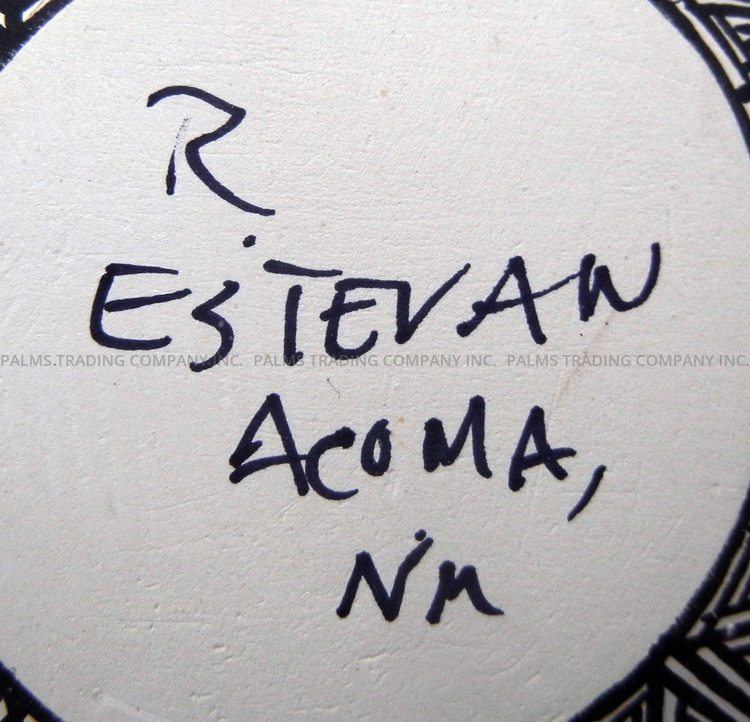 R.
ESTEVAN
PALMS TRADING COMPANY INC. PALMS TRADING COMPANY INC. PALMS TRADING COMPANY INC.
ACOMA,
NM